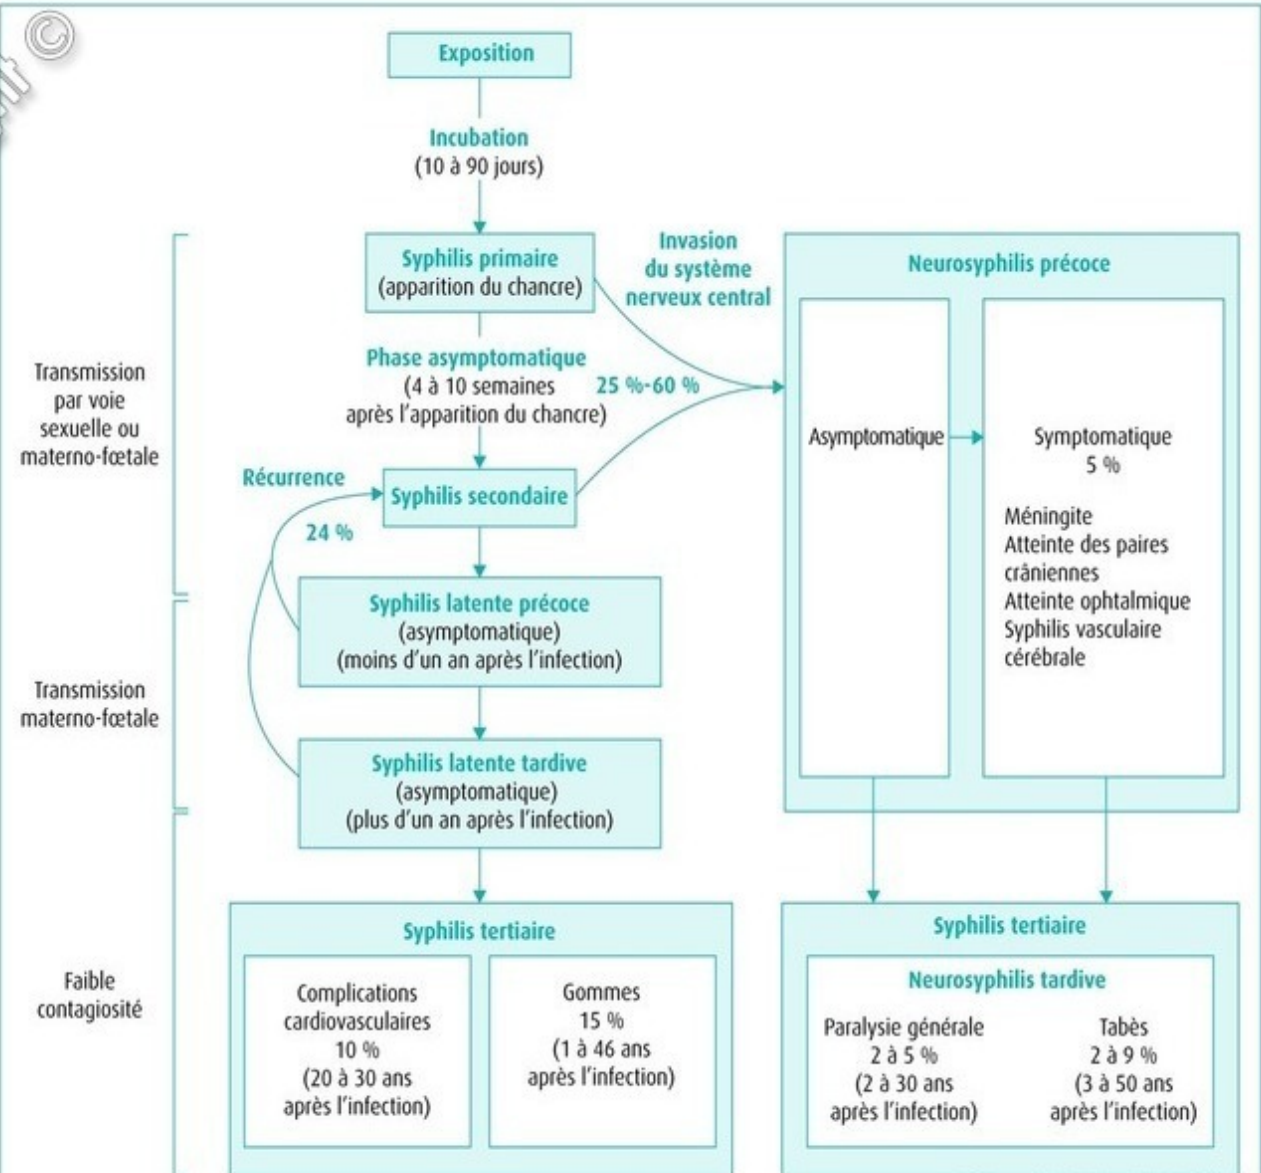 ©
Exposition
Incubation
(10 à 90 jours)
Syphilis primaire
(apparition du chancre)
Invasion
du système
nerveux central
Phase asymptomatique
(4 à 10 semaines
après l'apparition du chancre)
25 %-60 %
Transmission
par voie
sexuelle ou
materno-fœtale
Récurrence
24 %
Syphilis secondaire
Syphilis latente précoce
(asymptomatique)
(moins d'un an après l'infection)
Transmission
materno-fœtale
Syphilis latente tardive
(asymptomatique)
(plus d'un an après l'infection)
Neurosyphilis précoce
Asymptomatique
Symptomatique
5 %
Méningite
Atteinte des paires
crâniennes
Atteinte ophtalmique
Syphilis vasculaire
cérébrale
Faible
contagiosité
Syphilis tertiaire
Complications
cardiovasculaires
10 %
(20 à 30 ans
après l'infection)
Gommes
15 %
(1 à 46 ans
après l'infection)
Syphilis tertiaire
Neurosyphilis tardive
Paralysie générale
2 à 5 %
(2 à 30 ans
après l'infection)
Tabès
2 à 9 %
(3 à 50 ans
après l'infection)